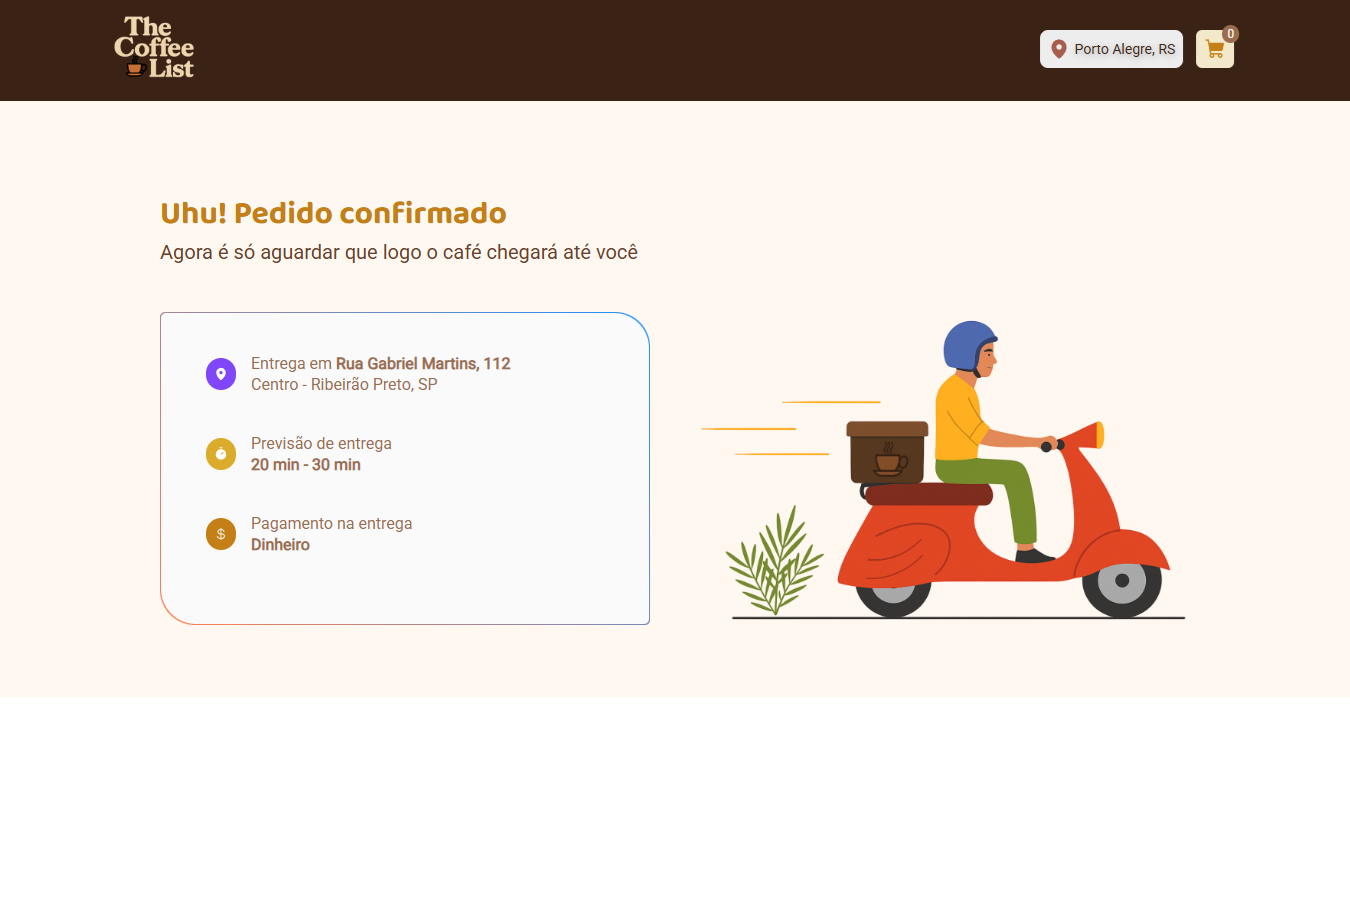 The
Coffee
List
Porto Alegre, RS
0
Uhu! Pedido confirmado
Agora é só aguardar que logo o café chegará até você
Entrega em Rua Gabriel Martins, 112
Centro - Ribeirão Preto, SP
Previsão de entrega
20 min - 30 min
$
Pagamento na entrega
Dinheiro